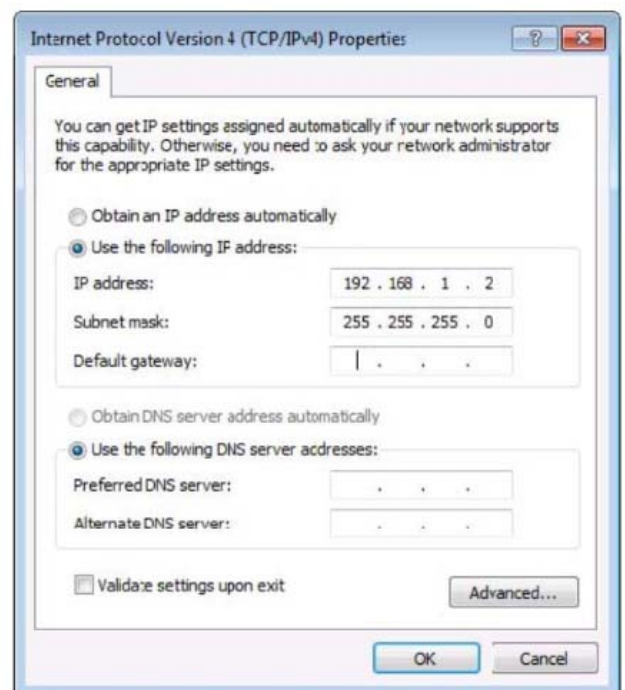 Internet Protocol Version 4 (TCP/IPv4) Properties
General
You can get IP settings assigned automatically if your network supports
this capability. Otherwise, you need to ask your network administrator
for the appropriate IP settings.
Obtain an IP address automatically
Use the following IP address:
IP address: 192 . 168 . 1 . 2
Subnet mask: 255 . 255 . 255 . 0
Default gateway: . . .
Obtain DNS server address automatically
Use the following DNS server acdresses:
Preferred DNS server: . . .
Alternate DNS server: . . .
Validate settings upon exit
Advanced...
OK Cancel